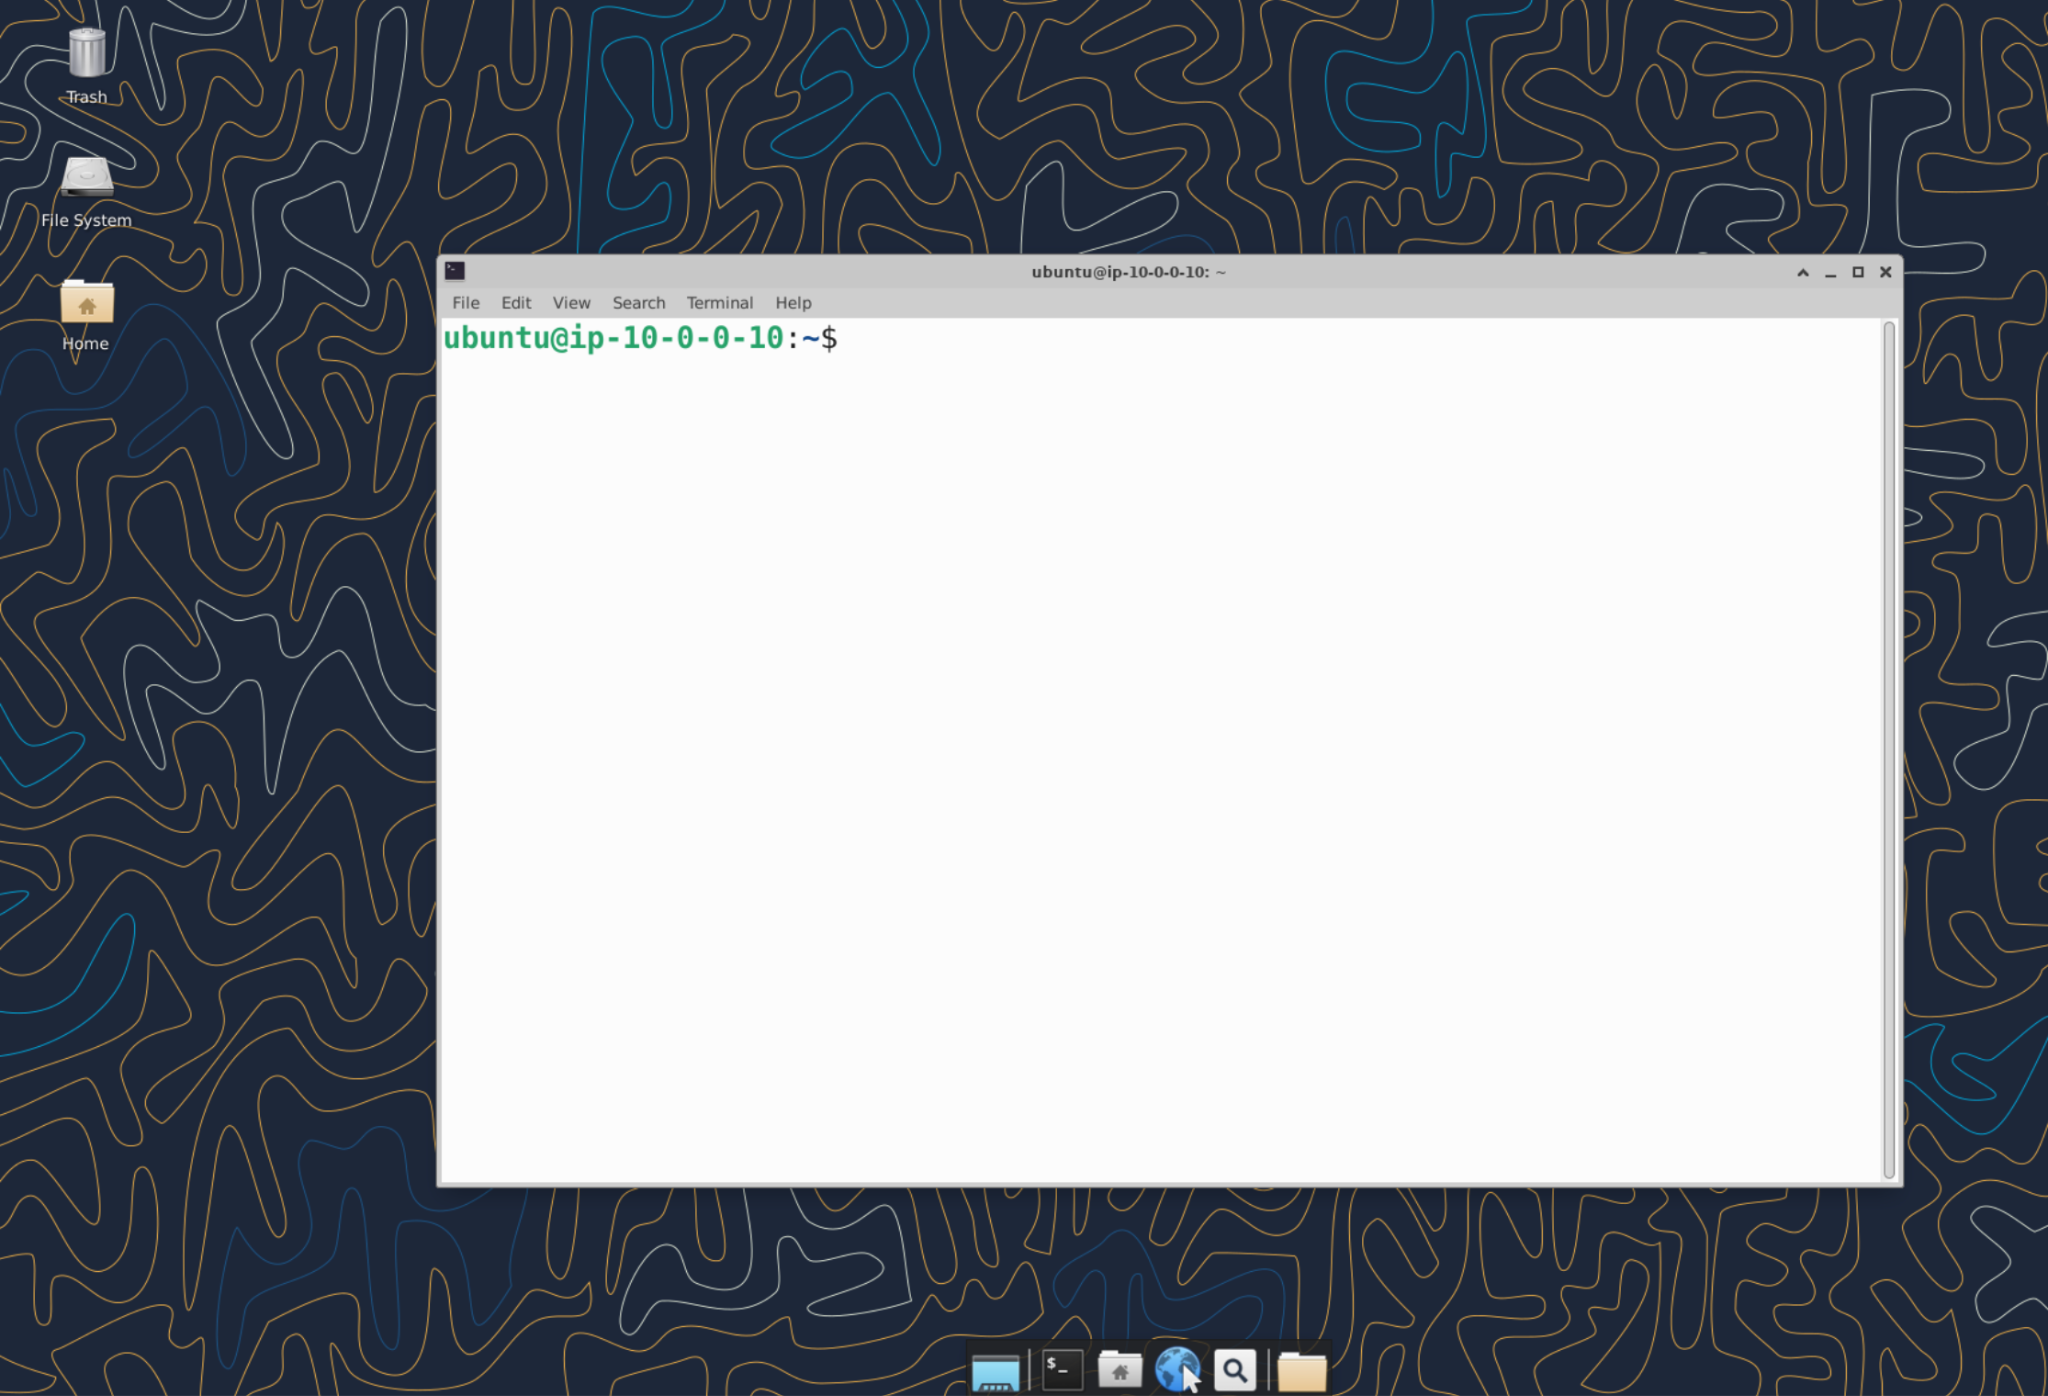 Trash
File System
Home
ubuntu@ip-10-0-0-10: ~
File Edit View Search Terminal Help
ubuntu@ip-10-0-0-10:~$
$_